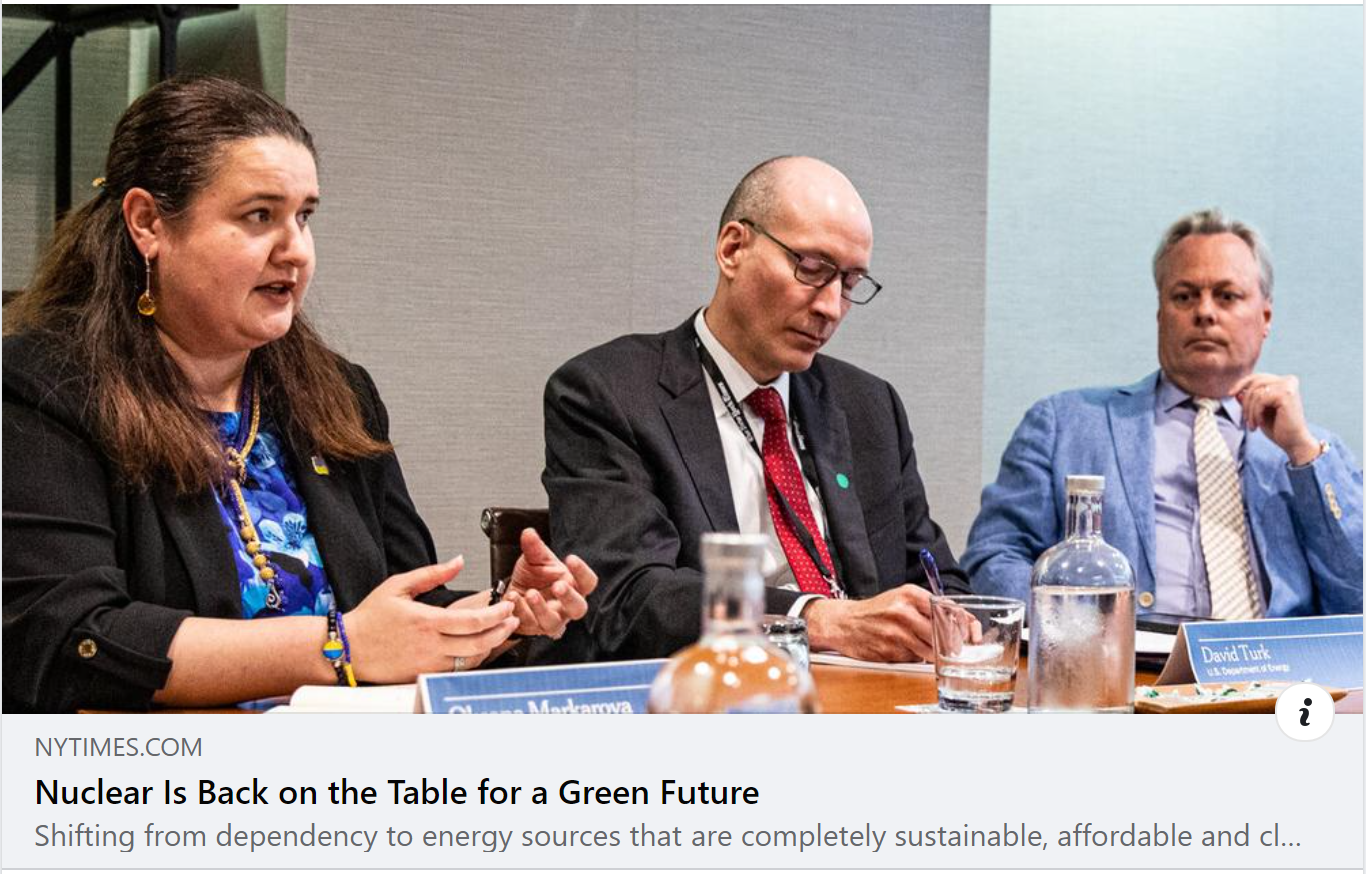 Oksana Markarova
David Turk
U.S. Department of Energy
NYTIMES.COM
Nuclear Is Back on the Table for a Green Future
Shifting from dependency to energy sources that are completely sustainable, affordable and cl...